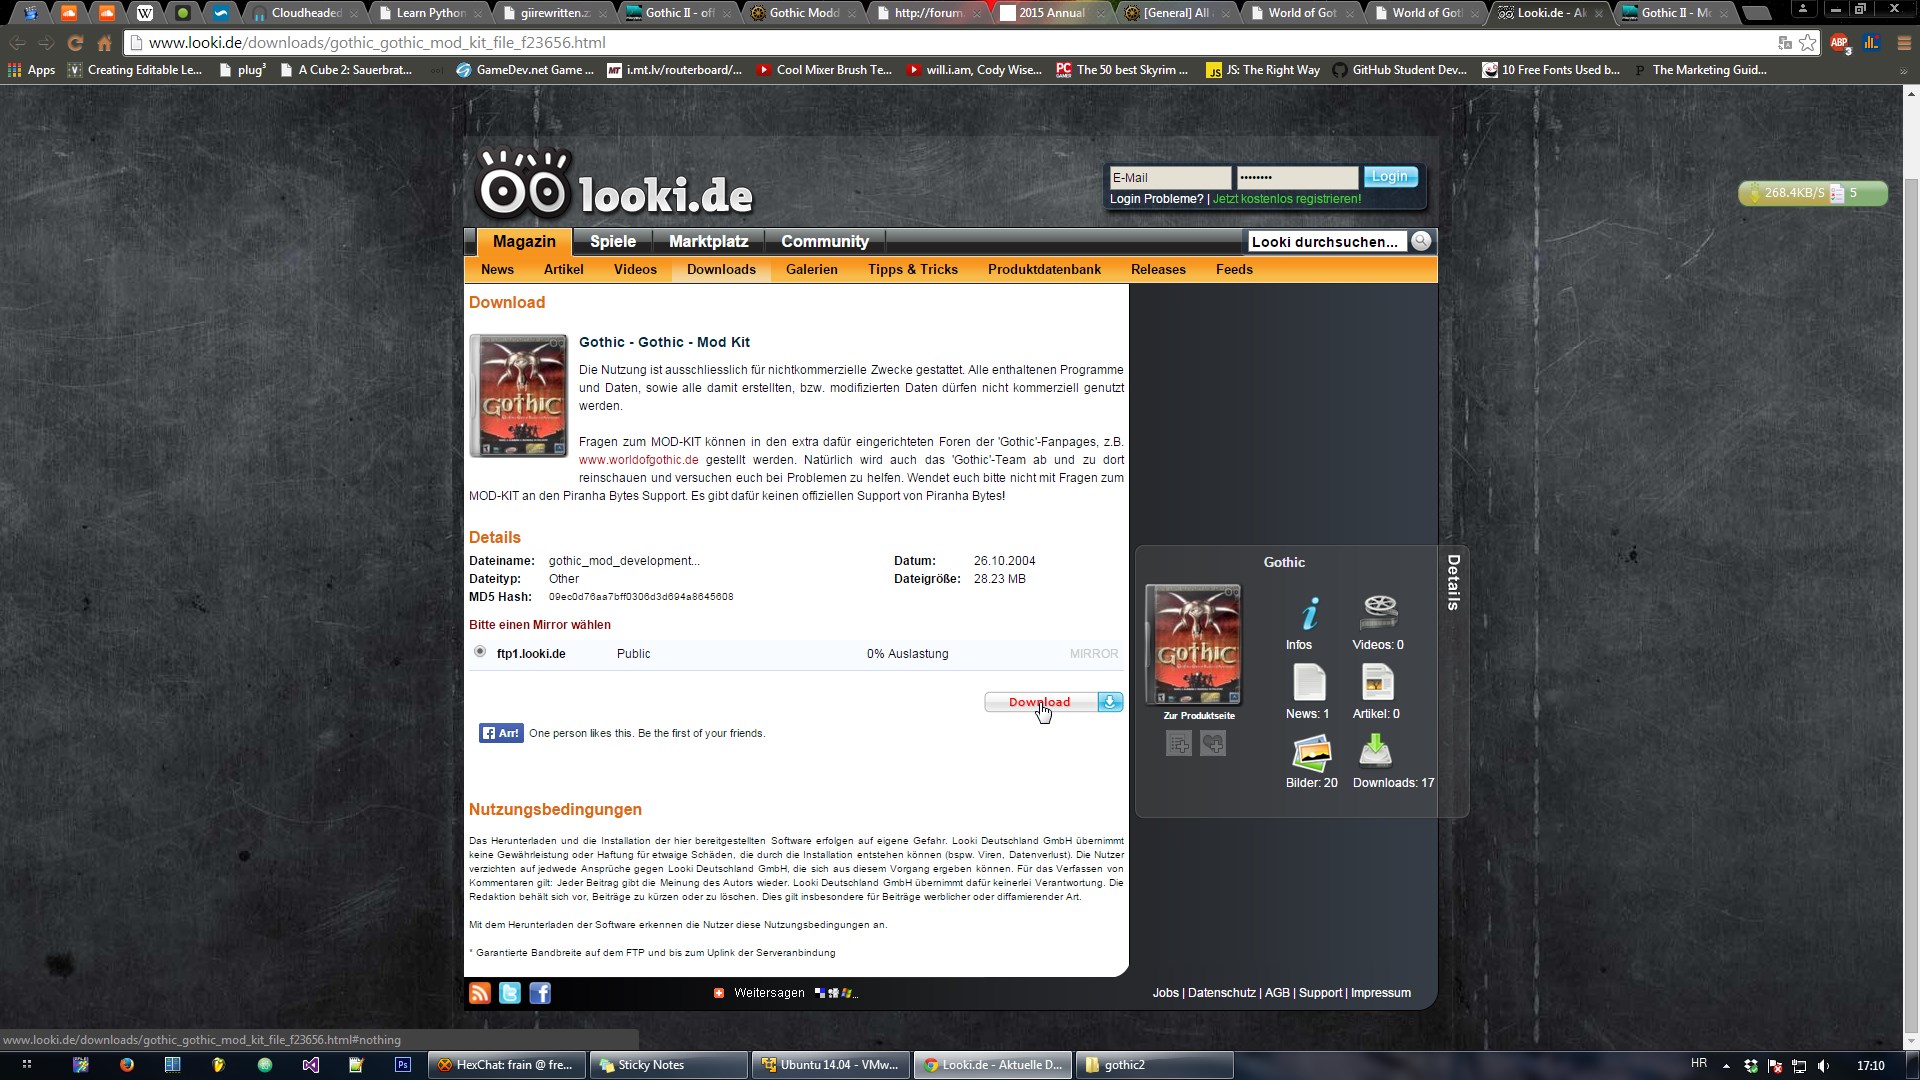 Cloudheaded
Learn Python
giirewritten.z
Gothic II - off
Gothic Modd
http://forum.
2015 Annual
[General] All
World of Got
World of Got
Looki.de - Ak
Gothic II - Mo
www.looki.de/downloads/gothic_gothic_mod_kit_file_f23656.html
ABP
3
Apps
Creating Editable Le...
plug³
A Cube 2: Sauerbrat...
GameDev.net Game ...
i.mt.lv/routerboard/...
Cool Mixer Brush Te...
will.i.am, Cody Wise...
The 50 best Skyrim ...
JS: The Right Way
GitHub Student Dev...
10 Free Fonts Used b...
The Marketing Guid...
looki.de
E-Mail
••••••••
Login
Login Probleme? | Jetzt kostenlos registrieren!
268.4KB/S 5
Magazin Spiele Marktplatz Community
Looki durchsuchen...
News Artikel Videos Downloads Galerien Tipps & Tricks Produktdatenbank Releases Feeds
Download
GOTHIC
Gothic - Gothic - Mod Kit
Die Nutzung ist ausschliesslich für nichtkommerzielle Zwecke gestattet. Alle enthaltenen Programme
und Daten, sowie alle damit erstellten, bzw. modifizierten Daten dürfen nicht kommerziell genutzt
werden.
Fragen zum MOD-KIT können in den extra dafür eingerichteten Foren der 'Gothic'-Fanpages, z.B.
www.worldofgothic.de gestellt werden. Natürlich wird auch das 'Gothic'-Team ab und zu dort
reinschauen und versuchen euch bei Problemen zu helfen. Wendet euch bitte nicht mit Fragen zum
MOD-KIT an den Piranha Bytes Support. Es gibt dafür keinen offiziellen Support von Piranha Bytes!
Details
Dateiname: gothic_mod_development...
Datum: 26.10.2004
Dateityp: Other
Dateigröße: 28.23 MB
MD5 Hash: 09ec0d76aa7bff0306d3d694a8645608
Bitte einen Mirror wählen
ftp1.looki.de Public 0% Auslastung MIRROR
Download
Arr! One person likes this. Be the first of your friends.
Gothic
Details
GOTHIC
Zur Produktseite
Infos
Videos: 0
News: 1
Artikel: 0
Bilder: 20
Downloads: 17
Nutzungsbedingungen
Das Herunterladen und die Installation der hier bereitgestellten Software erfolgen auf eigene Gefahr. Looki Deutschland GmbH übernimmt
keine Gewährleistung oder Haftung für etwaige Schäden, die durch die Installation entstehen können (bspw. Viren, Datenverlust). Die Nutzer
verzichten auf jedwede Ansprüche gegen Looki Deutschland GmbH, die sich aus diesem Vorgang ergeben können. Für das Verfassen von
Kommentaren gilt: Jeder Beitrag gibt die Meinung des Autors wieder. Looki Deutschland GmbH übernimmt dafür keinerlei Verantwortung. Die
Redaktion behält sich vor, Beiträge zu kürzen oder zu löschen. Dies gilt insbesondere für Beiträge werblicher oder diffamierender Art.
Mit dem Herunterladen der Software erkennen die Nutzer diese Nutzungsbedingungen an.
* Garantierte Bandbreite auf dem FTP und bis zum Uplink der Serveranbindung
Weitersagen
...
Jobs | Datenschutz | AGB | Support | Impressum
www.looki.de/downloads/gothic_gothic_mod_kit_file_f23656.html#nothing
HexChat: frain @ fre...
Sticky Notes
Ubuntu 14.04 - VMw...
Looki.de - Aktuelle D...
gothic2
HR
17:10